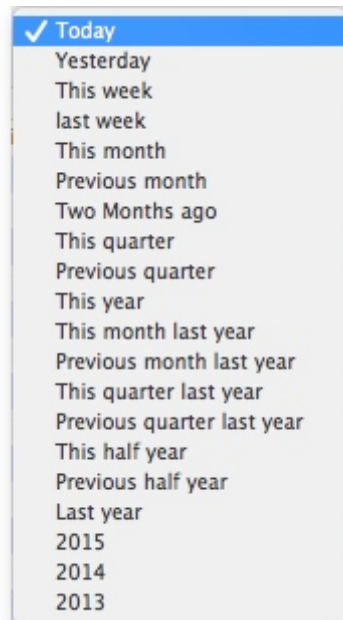 Today
Yesterday
This week
last week
This month
Previous month
Two Months ago
This quarter
Previous quarter
This year
This month last year
Previous month last year
This quarter last year
Previous quarter last year
This half year
Previous half year
Last year
2015
2014
2013